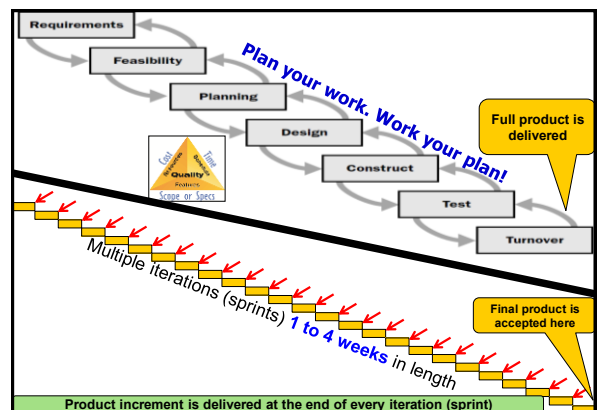 Requirements
Feasibility
Planning
Design
Construct
Test
Turnover
Plan your work. Work your plan!
Full product is
delivered
Cost
Time
Resources
Schedule
Quality
Features
Scope or Specs
Multiple iterations (sprints) 1 to 4 weeks in length
Final product is
accepted here
Product increment is delivered at the end of every iteration (sprint)